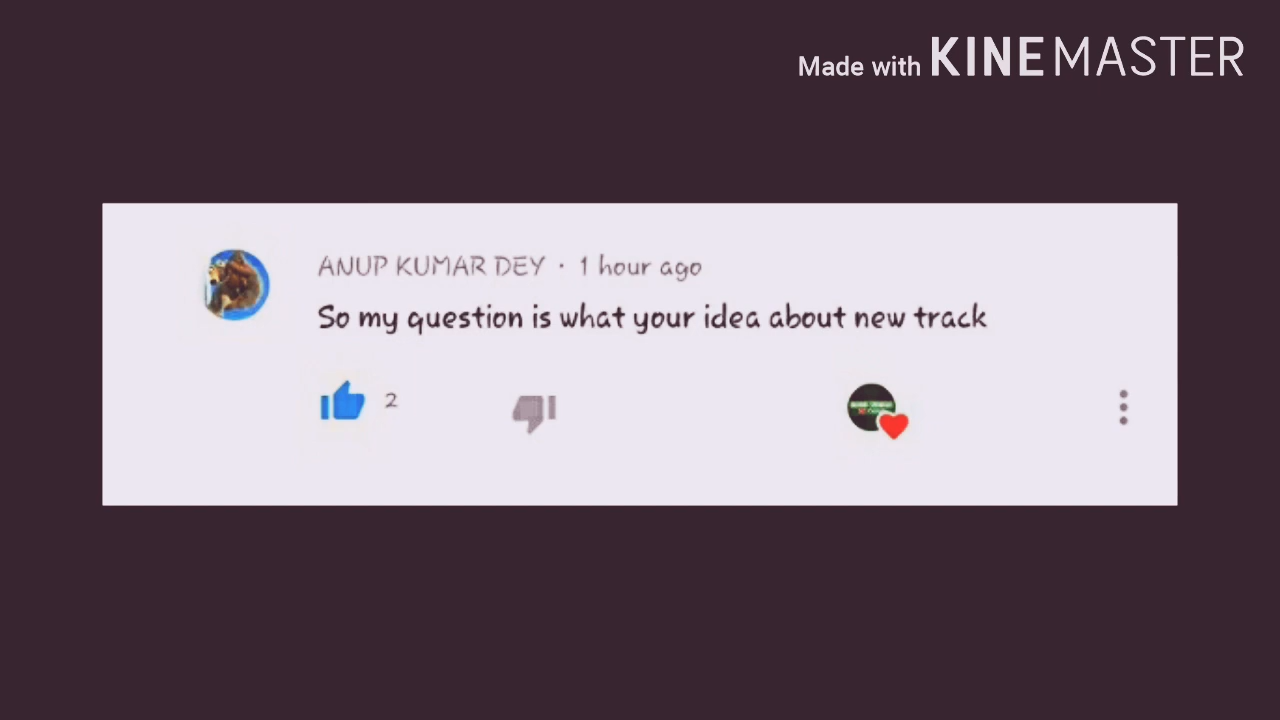 Made with KINEMASTER
ANUP KUMAR DEY · 1 hour ago
So my question is what your idea about new track
2